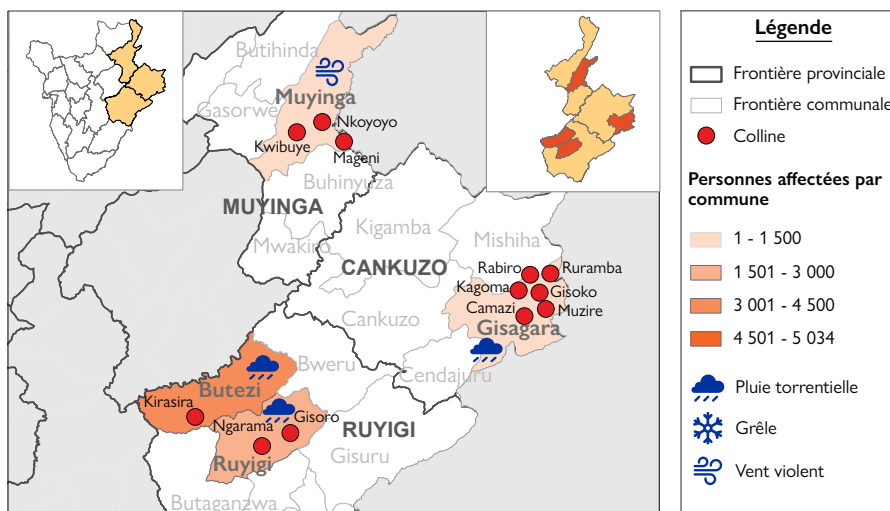 Butihinda
Muyinga
Gasorwe
Nkoyoyo
Kwibuye
Mageni
Buhinyuza
MUYINGA
Mwakiro
Kigamba
Mishiha
CANKUZO
Rabiro
Ruramba
Kagoma
Gisoko
Camazi
Muzire
Gisagara
Cankuzo
Cendajuru
Bweru
Butezi
Kirasira
Ngarama
Gisoro
RUYIGI
Ruyigi
Gisuru
Butaganzwa
Légende
Frontière provinciale
Frontière communale
Colline
Personnes affectées par
commune
1 - 1 500
1 501 - 3 000
3 001 - 4 500
4 501 - 5 034
Pluie torrentielle
Grêle
Vent violent